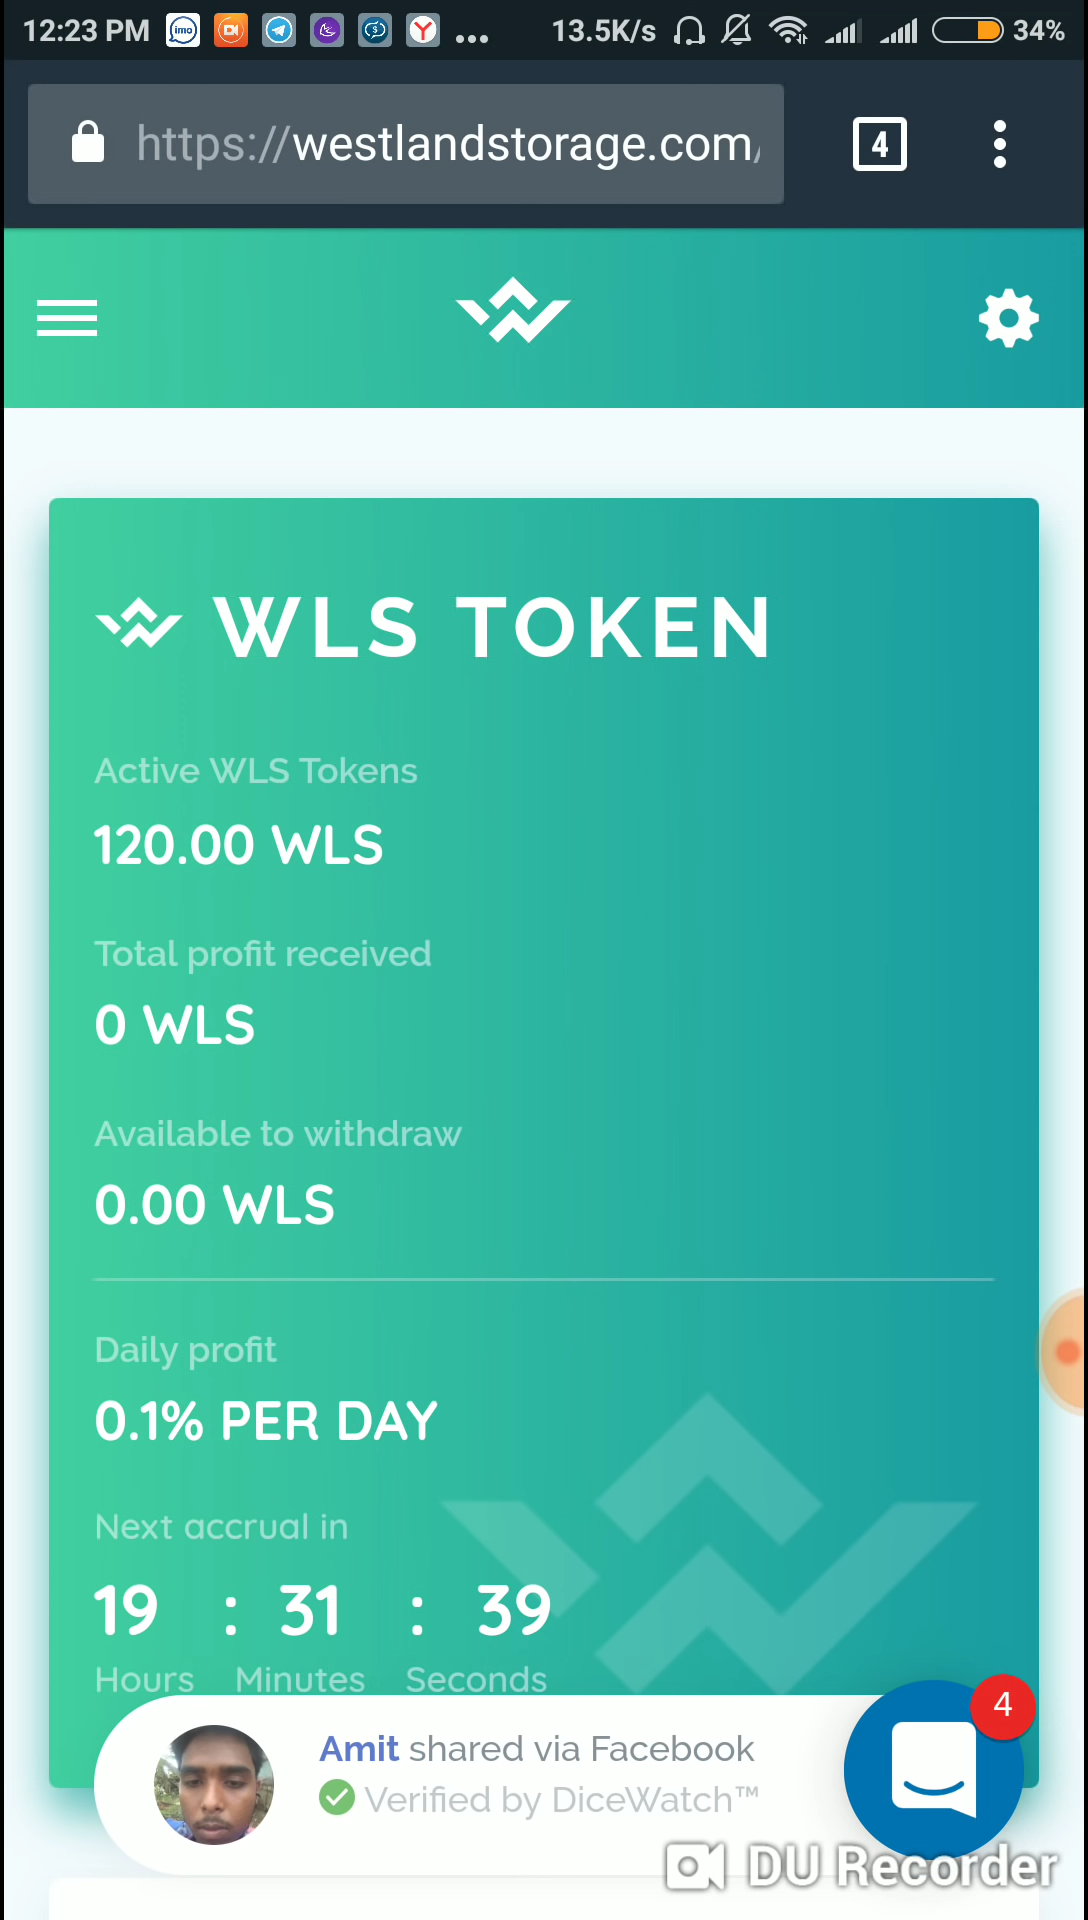 12:23 PM imo ... 13.5K/s 34%
https://westlandstorage.com/
4
WLS TOKEN
Active WLS Tokens
120.00 WLS
Total profit received
0 WLS
Available to withdraw
0.00 WLS
Daily profit
0.1% PER DAY
Next accrual in
19 : 31 : 39
Hours Minutes Seconds
4
Amit shared via Facebook
Verified by DiceWatch™
DU Recorder